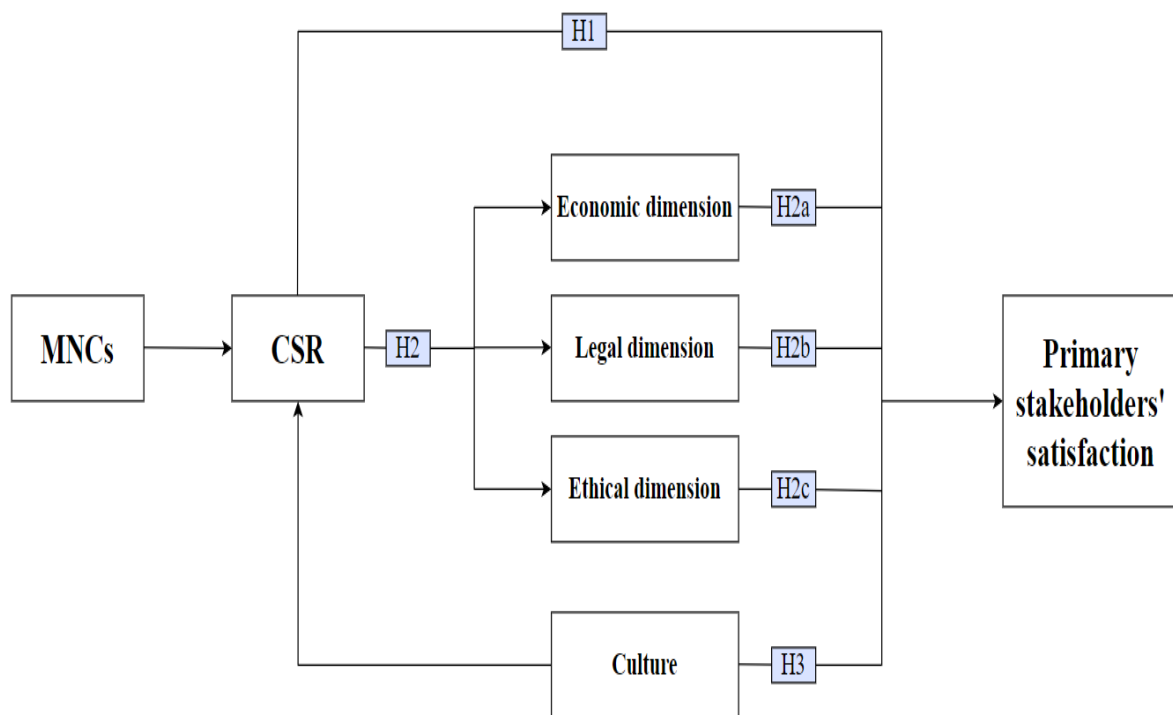 H1
Economic dimension
H2a
MNCs
CSR
H2
Legal dimension
H2b
Primary
stakeholders'
satisfaction
Ethical dimension
H2c
Culture
H3